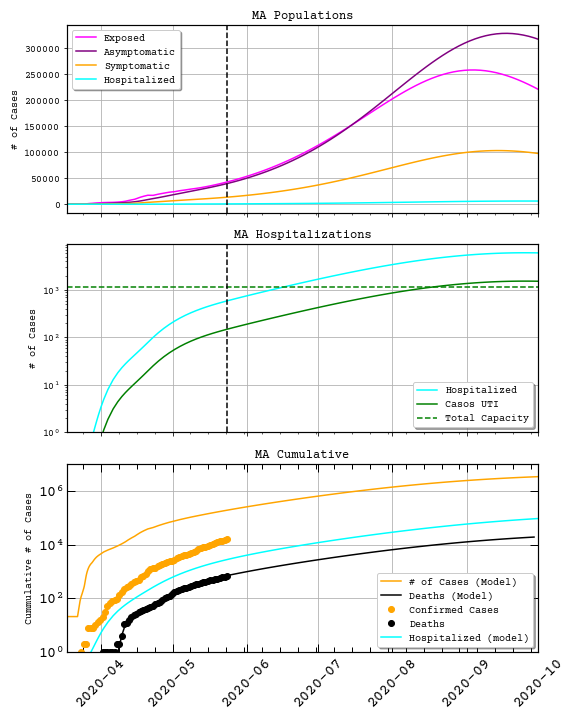 MA Populations
# of Cases
300000
250000
200000
150000
100000
50000
0
Exposed
Asymptomatic
Symptomatic
Hospitalized
MA Hospitalizations
# of Cases
10³
10²
10¹
10⁰
Hospitalized
Casos UTI
Total Capacity
MA Cumulative
Cummulative # of Cases
10⁶
10⁴
10²
10⁰
# of Cases (Model)
Deaths (Model)
Confirmed Cases
Deaths
Hospitalized (model)
2020-04
2020-05
2020-06
2020-07
2020-08
2020-09
2020-10